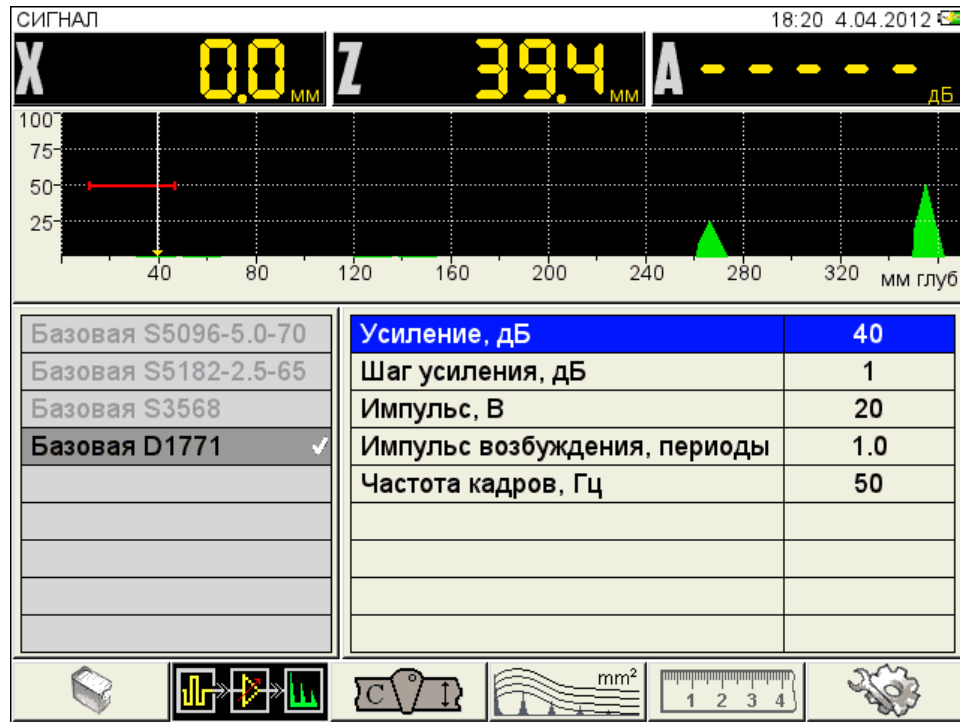 СИГНАЛ 18:20 4.04.2012
X 0.0 мм Z 39.4 мм A - - - - - дБ
100
75
50
25
40 80 120 160 200 240 280 320 мм глуб
Базовая S5096-5.0-70
Базовая S5182-2.5-65
Базовая S3568
Базовая D1771
Усиление, дБ 40
Шаг усиления, дБ 1
Импульс, В 20
Импульс возбуждения, периоды 1.0
Частота кадров, Гц 50
C mm² 1 2 3 4